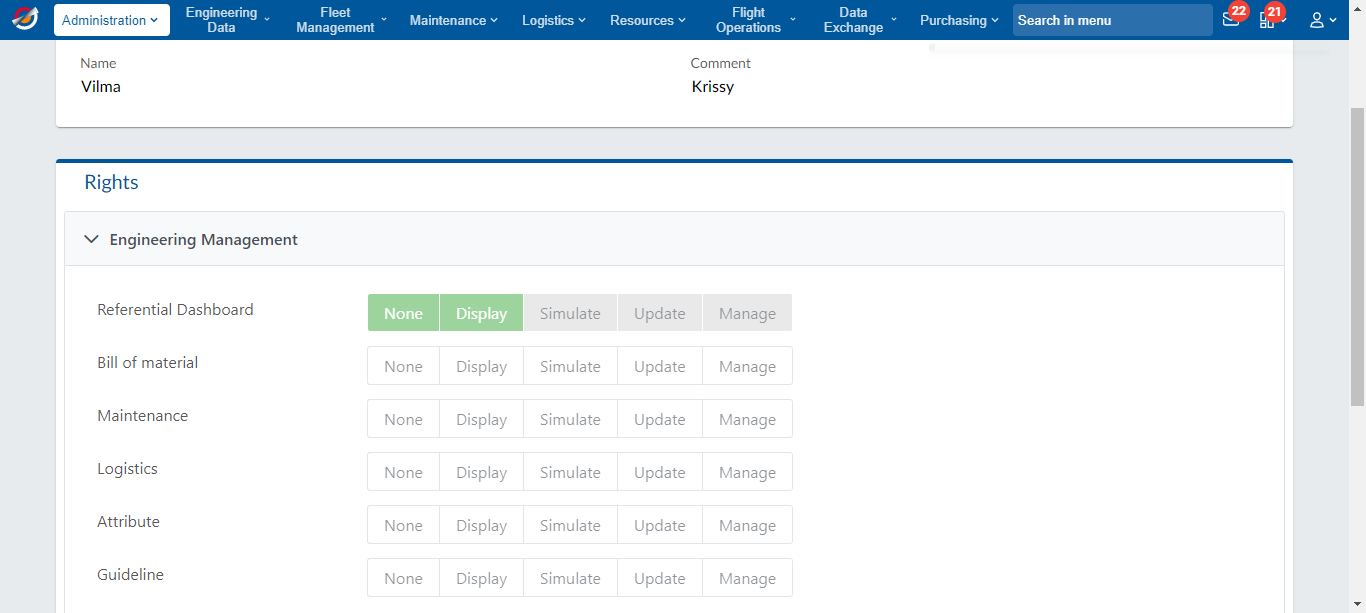 Administration
Engineering Data
Fleet Management
Maintenance
Logistics
Resources
Flight Operations
Data Exchange
Purchasing
Search in menu
22
21
Name
Vilma
Comment
Krissy
Rights
Engineering Management
Referential Dashboard None Display Simulate Update Manage
Bill of material None Display Simulate Update Manage
Maintenance None Display Simulate Update Manage
Logistics None Display Simulate Update Manage
Attribute None Display Simulate Update Manage
Guideline None Display Simulate Update Manage